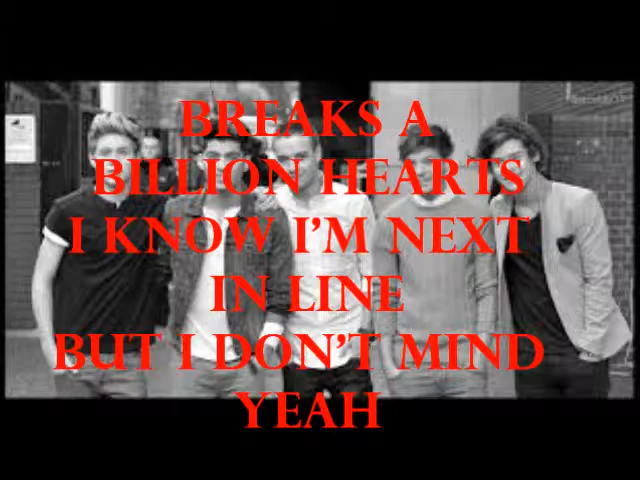 BREAKS A
BILLION HEARTS
I KNOW I'M NEXT
IN LINE
BUT I DON'T MIND
YEAH